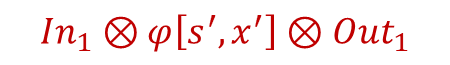 In₁ ⊗ φ[s′, x′] ⊗ Out₁